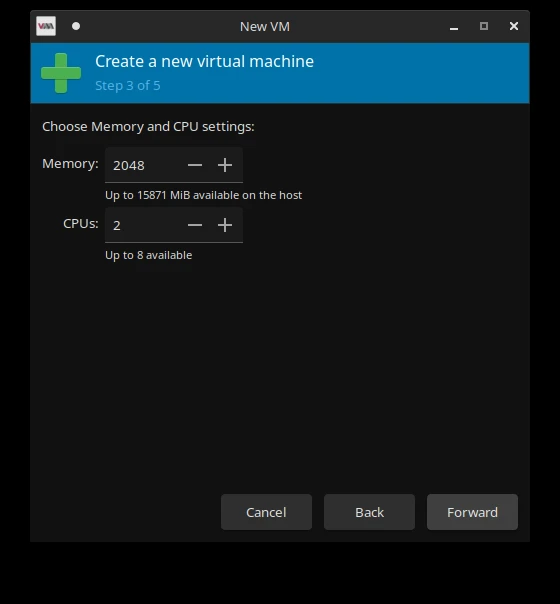 New VM
Create a new virtual machine
Step 3 of 5
Choose Memory and CPU settings:
Memory: 2048
Up to 15871 MiB available on the host
CPUs: 2
Up to 8 available
Cancel Back Forward